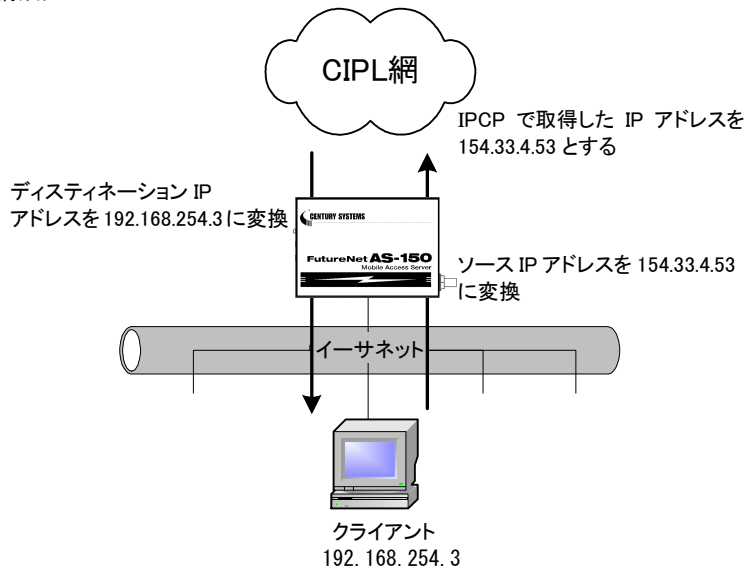 CIPL網
IPCP で取得した IP アドレスを
154.33.4.53 とする
ディスティネーション IP
アドレスを 192.168.254.3 に変換
CENTURY SYSTEMS
FutureNet AS-150
Mobile Access Server
ソース IP アドレスを 154.33.4.53
に変換
イーサネット
クライアント
192.168.254.3